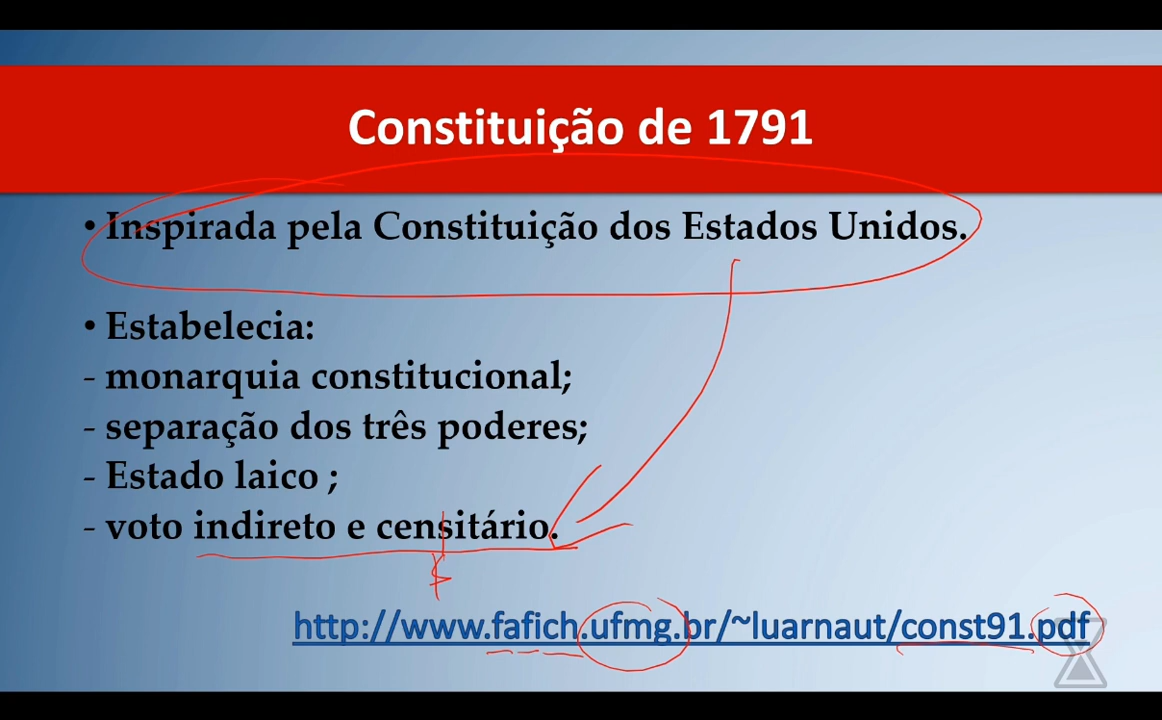 Constituição de 1791
• Inspirada pela Constituição dos Estados Unidos.
• Estabelecia:
- monarquia constitucional;
- separação dos três poderes;
- Estado laico ;
- voto indireto e censitário.
$
http://www.fafich.ufmg.br/~luarnaut/const91.pdf